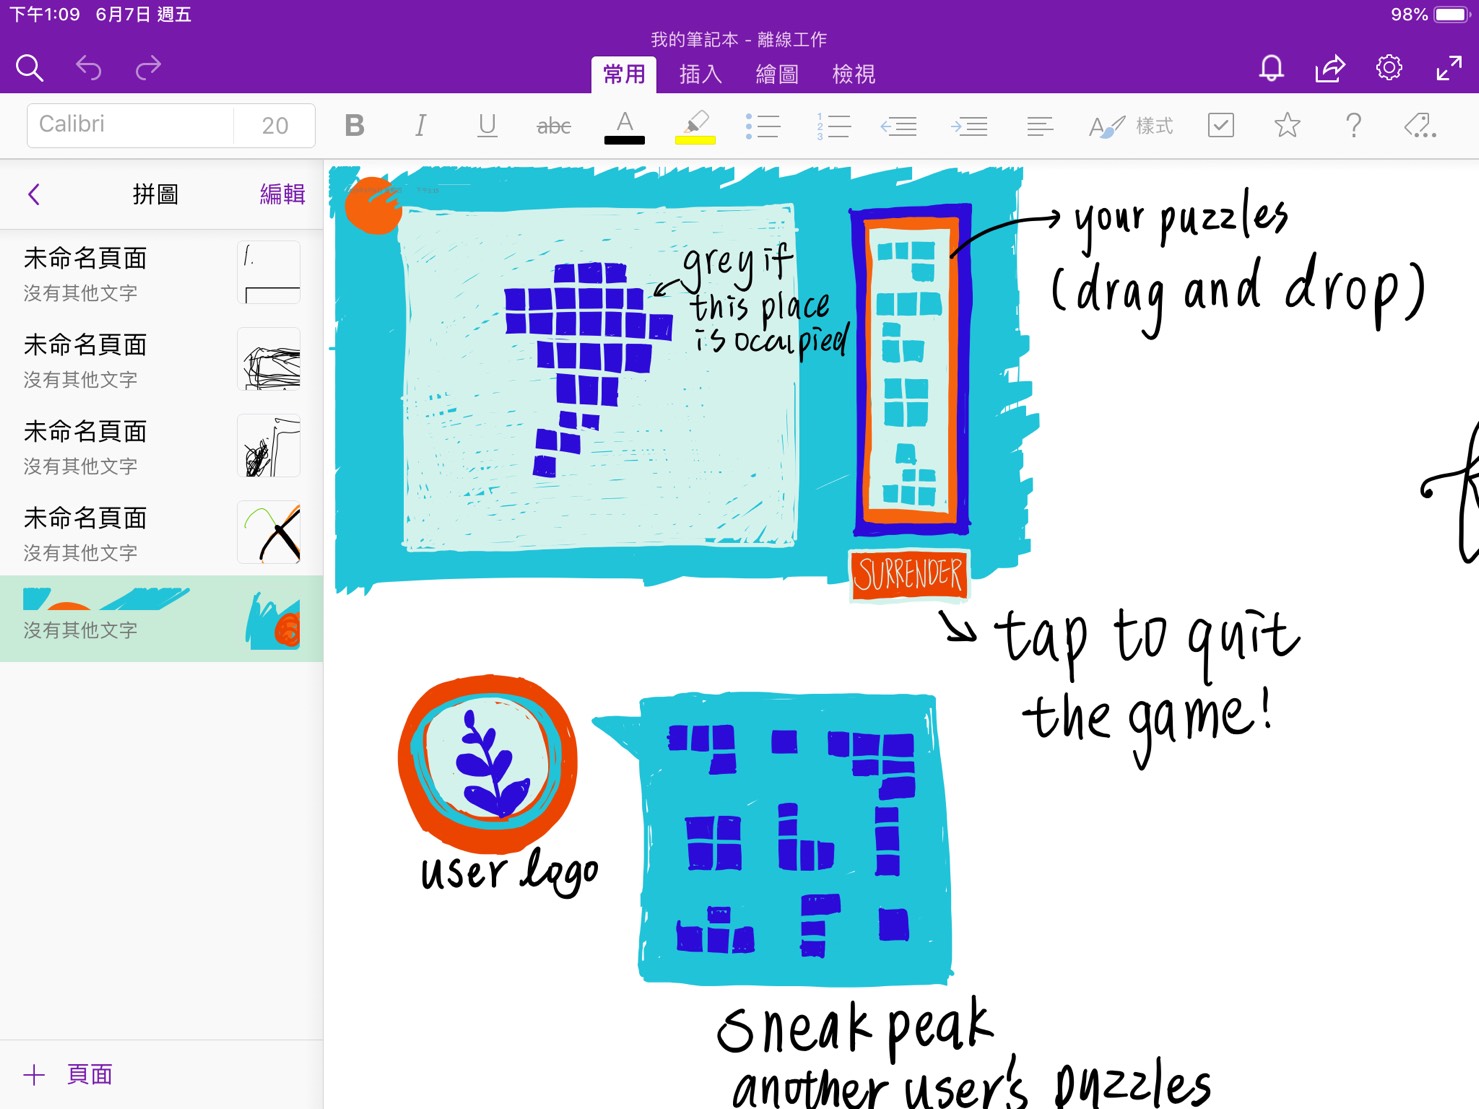 下午1:09 6月7日 週五
98%
我的筆記本 - 離線工作
常用 插入 繪圖 檢視
Calibri 20 B I U abc A 樣式
拼圖 編輯
未命名頁面
沒有其他文字
未命名頁面
沒有其他文字
未命名頁面
沒有其他文字
未命名頁面
沒有其他文字
沒有其他文字
頁面
grey if
this place
is occupied
your puzzles
(drag and drop)
SURRENDER
tap to quit
the game!
user logo
sneak peak
another user's puzzles